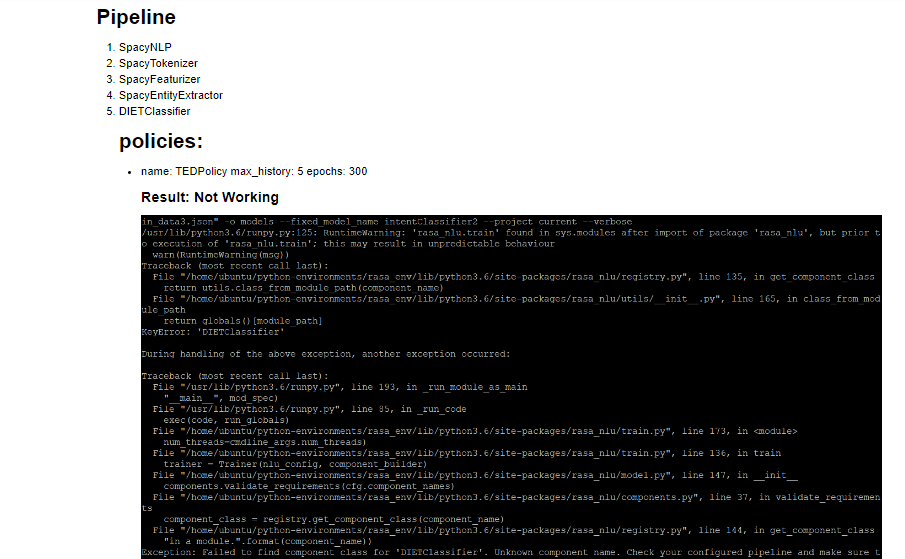 Pipeline
1. SpacyNLP
2. SpacyTokenizer
3. SpacyFeaturizer
4. SpacyEntityExtractor
5. DIETClassifier
policies:
• name: TEDPolicy max_history: 5 epochs: 300
Result: Not Working
in_data3.json" -o models --fixed_model_name intentClassifier2 --project current --verbose
/usr/lib/python3.6/runpy.py:125: RuntimeWarning: 'rasa_nlu.train' found in sys.modules after import of package 'rasa_nlu', but prior t
o execution of 'rasa_nlu.train'; this may result in unpredictable behaviour
warn(RuntimeWarning(msg))
Traceback (most recent call last):
File "/home/ubuntu/python-environments/rasa_env/lib/python3.6/site-packages/rasa_nlu/registry.py", line 135, in get_component_class
return utils.class_from_module_path(component_name)
File "/home/ubuntu/python-environments/rasa_env/lib/python3.6/site-packages/rasa_nlu/utils/__init__.py", line 165, in class_from_mod
ule_path
return globals()[module_path]
KeyError: 'DIETClassifier'
During handling of the above exception, another exception occurred:
Traceback (most recent call last):
File "/usr/lib/python3.6/runpy.py", line 193, in _run_module_as_main
"__main__", mod_spec)
File "/usr/lib/python3.6/runpy.py", line 85, in _run_code
exec(code, run_globals)
File "/home/ubuntu/python-environments/rasa_env/lib/python3.6/site-packages/rasa_nlu/train.py", line 173, in <module>
num_threads=cmdline_args.num_threads)
File "/home/ubuntu/python-environments/rasa_env/lib/python3.6/site-packages/rasa_nlu/train.py", line 136, in train
trainer = Trainer(nlu_config, component_builder)
File "/home/ubuntu/python-environments/rasa_env/lib/python3.6/site-packages/rasa_nlu/model.py", line 147, in __init__
components.validate_requirements(cfg.component_names)
File "/home/ubuntu/python-environments/rasa_env/lib/python3.6/site-packages/rasa_nlu/components.py", line 37, in validate_requiremen
ts
component_class = registry.get_component_class(component_name)
File "/home/ubuntu/python-environments/rasa_env/lib/python3.6/site-packages/rasa_nlu/registry.py", line 144, in get_component_class
"in a module.".format(component_name))
Exception: Failed to find component class for 'DIETClassifier'. Unknown component name. Check your configured pipeline and make sure t